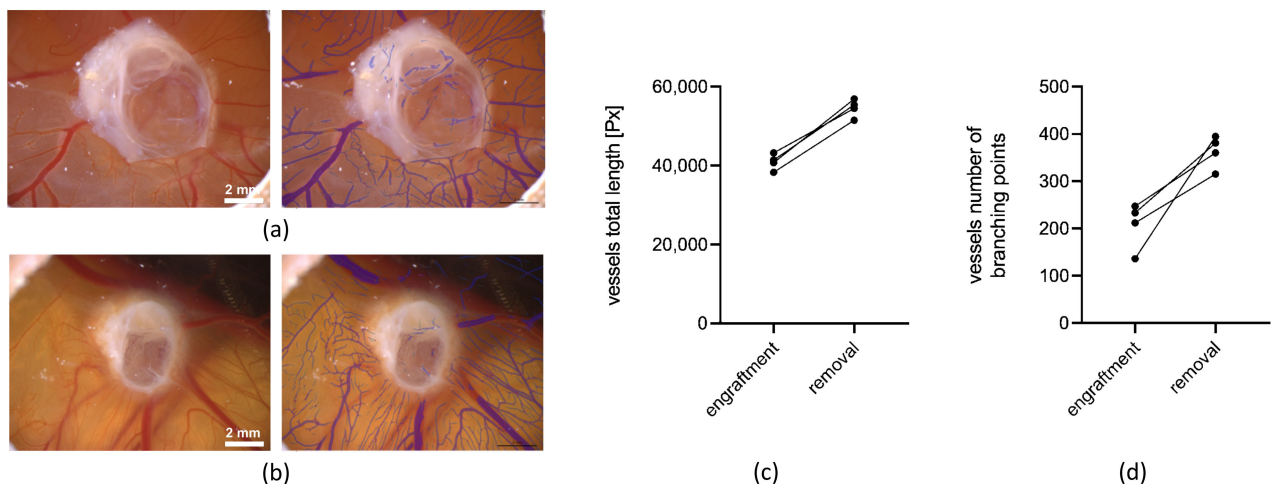 2 mm
(a)
2 mm
(b)
vessels total length [Px]
60,000
40,000
20,000
0
engraftment
removal
(c)
vessels number of
branching points
500
400
300
200
100
0
engraftment
removal
(d)